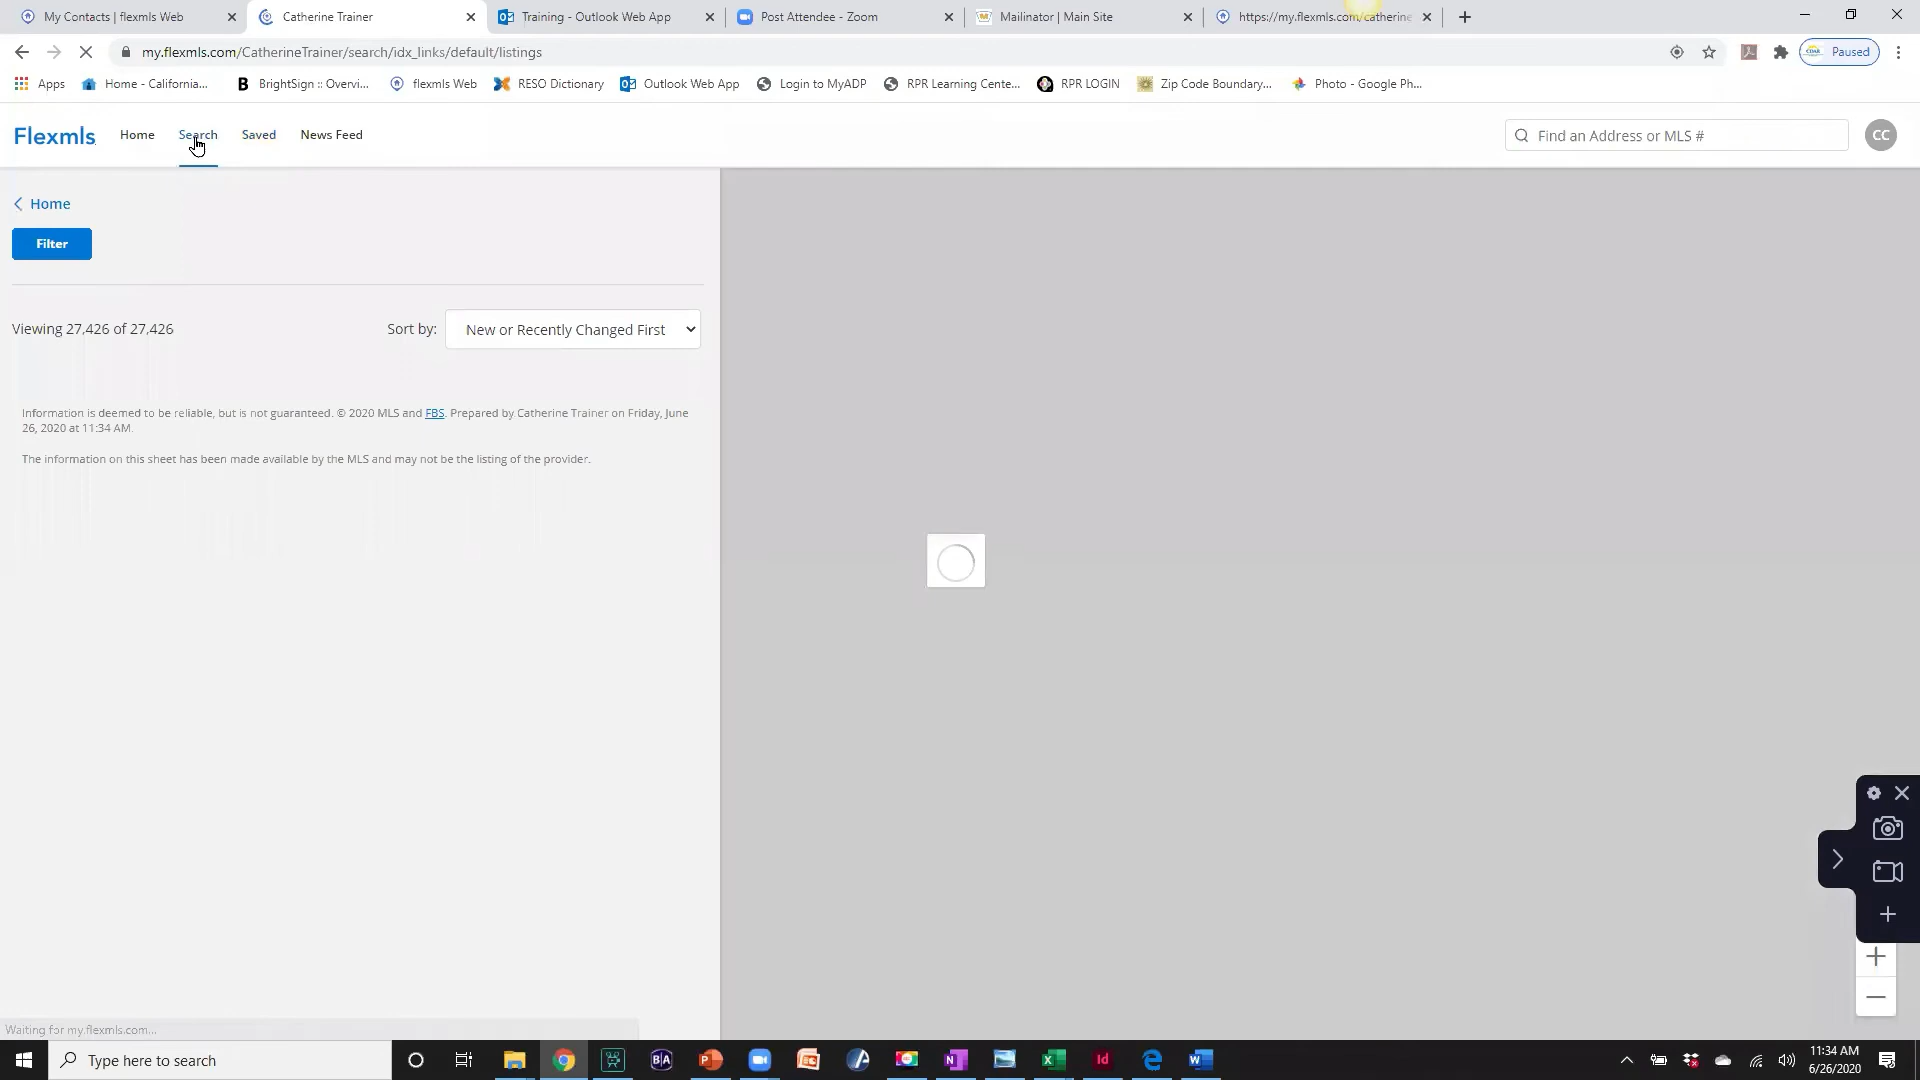 My Contacts | flexmls Web
Catherine Trainer
Training - Outlook Web App
Post Attendee - Zoom
Mailinator | Main Site
https://my.flexmls.com/catherine
my.flexmls.com/CatherineTrainer/search/idx_links/default/listings
Paused
Apps
Home - California...
BrightSign :: Overvi...
flexmls Web
RESO Dictionary
Outlook Web App
Login to MyADP
RPR Learning Cente...
RPR LOGIN
Zip Code Boundary...
Photo - Google Ph...
Flexmls
Home
Search
Saved
News Feed
Find an Address or MLS #
CC
Home
Filter
Viewing 27,426 of 27,426
Sort by:
New or Recently Changed First
Information is deemed to be reliable, but is not guaranteed. © 2020 MLS and FBS. Prepared by Catherine Trainer on Friday, June
26, 2020 at 11:34 AM.
The information on this sheet has been made available by the MLS and may not be the listing of the provider.
Waiting for my.flexmls.com...
Type here to search
11:34 AM
6/26/2020